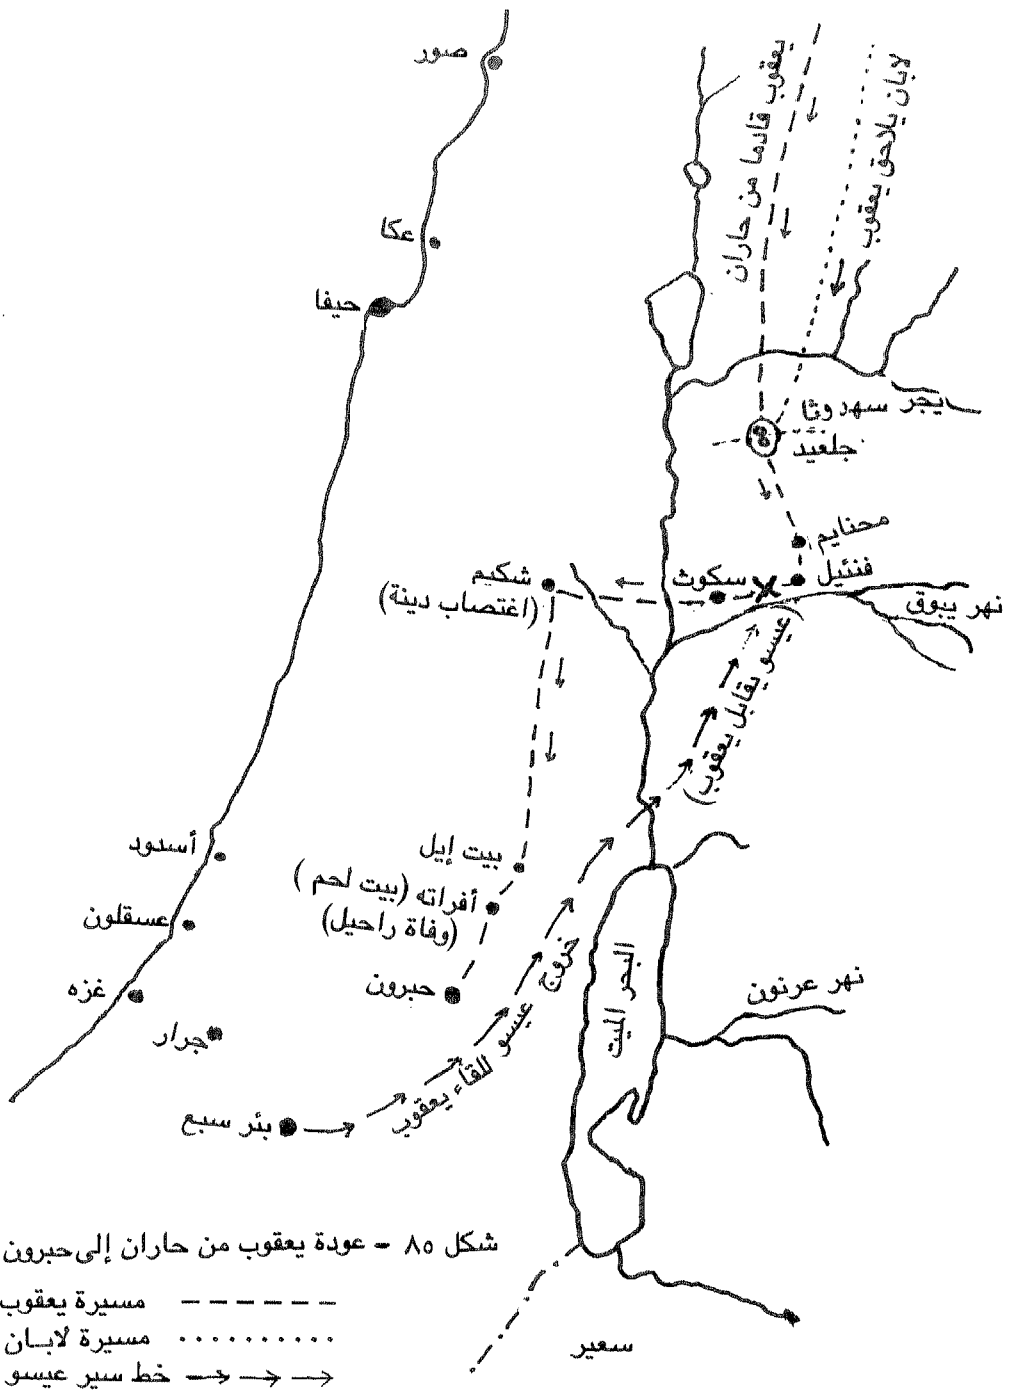 صور
يعقوب قادما من حاران
لابان يلاحق يعقوب
عكا
حيفا
يجر سهدوثا
جلعيد
محنايم
فنئيل
سكوث
شكيم
(اغتصاب دينة)
نهر يبوق
(عيسو يقابل يعقوب)
أسدود
بيت إيل
أفراته (بيت لحم)
(وفاة راحيل)
عسقلون
حبرون
غزه
جرار
بئر سبع
خروج عيسو للقاء يعقوب
البحر الميت
نهر عرنون
شكل ٨٥ - عودة يعقوب من حاران إلى حبرون
مسيرة يعقوب
مسيرة لابــان
خط سير عيسو
سعير